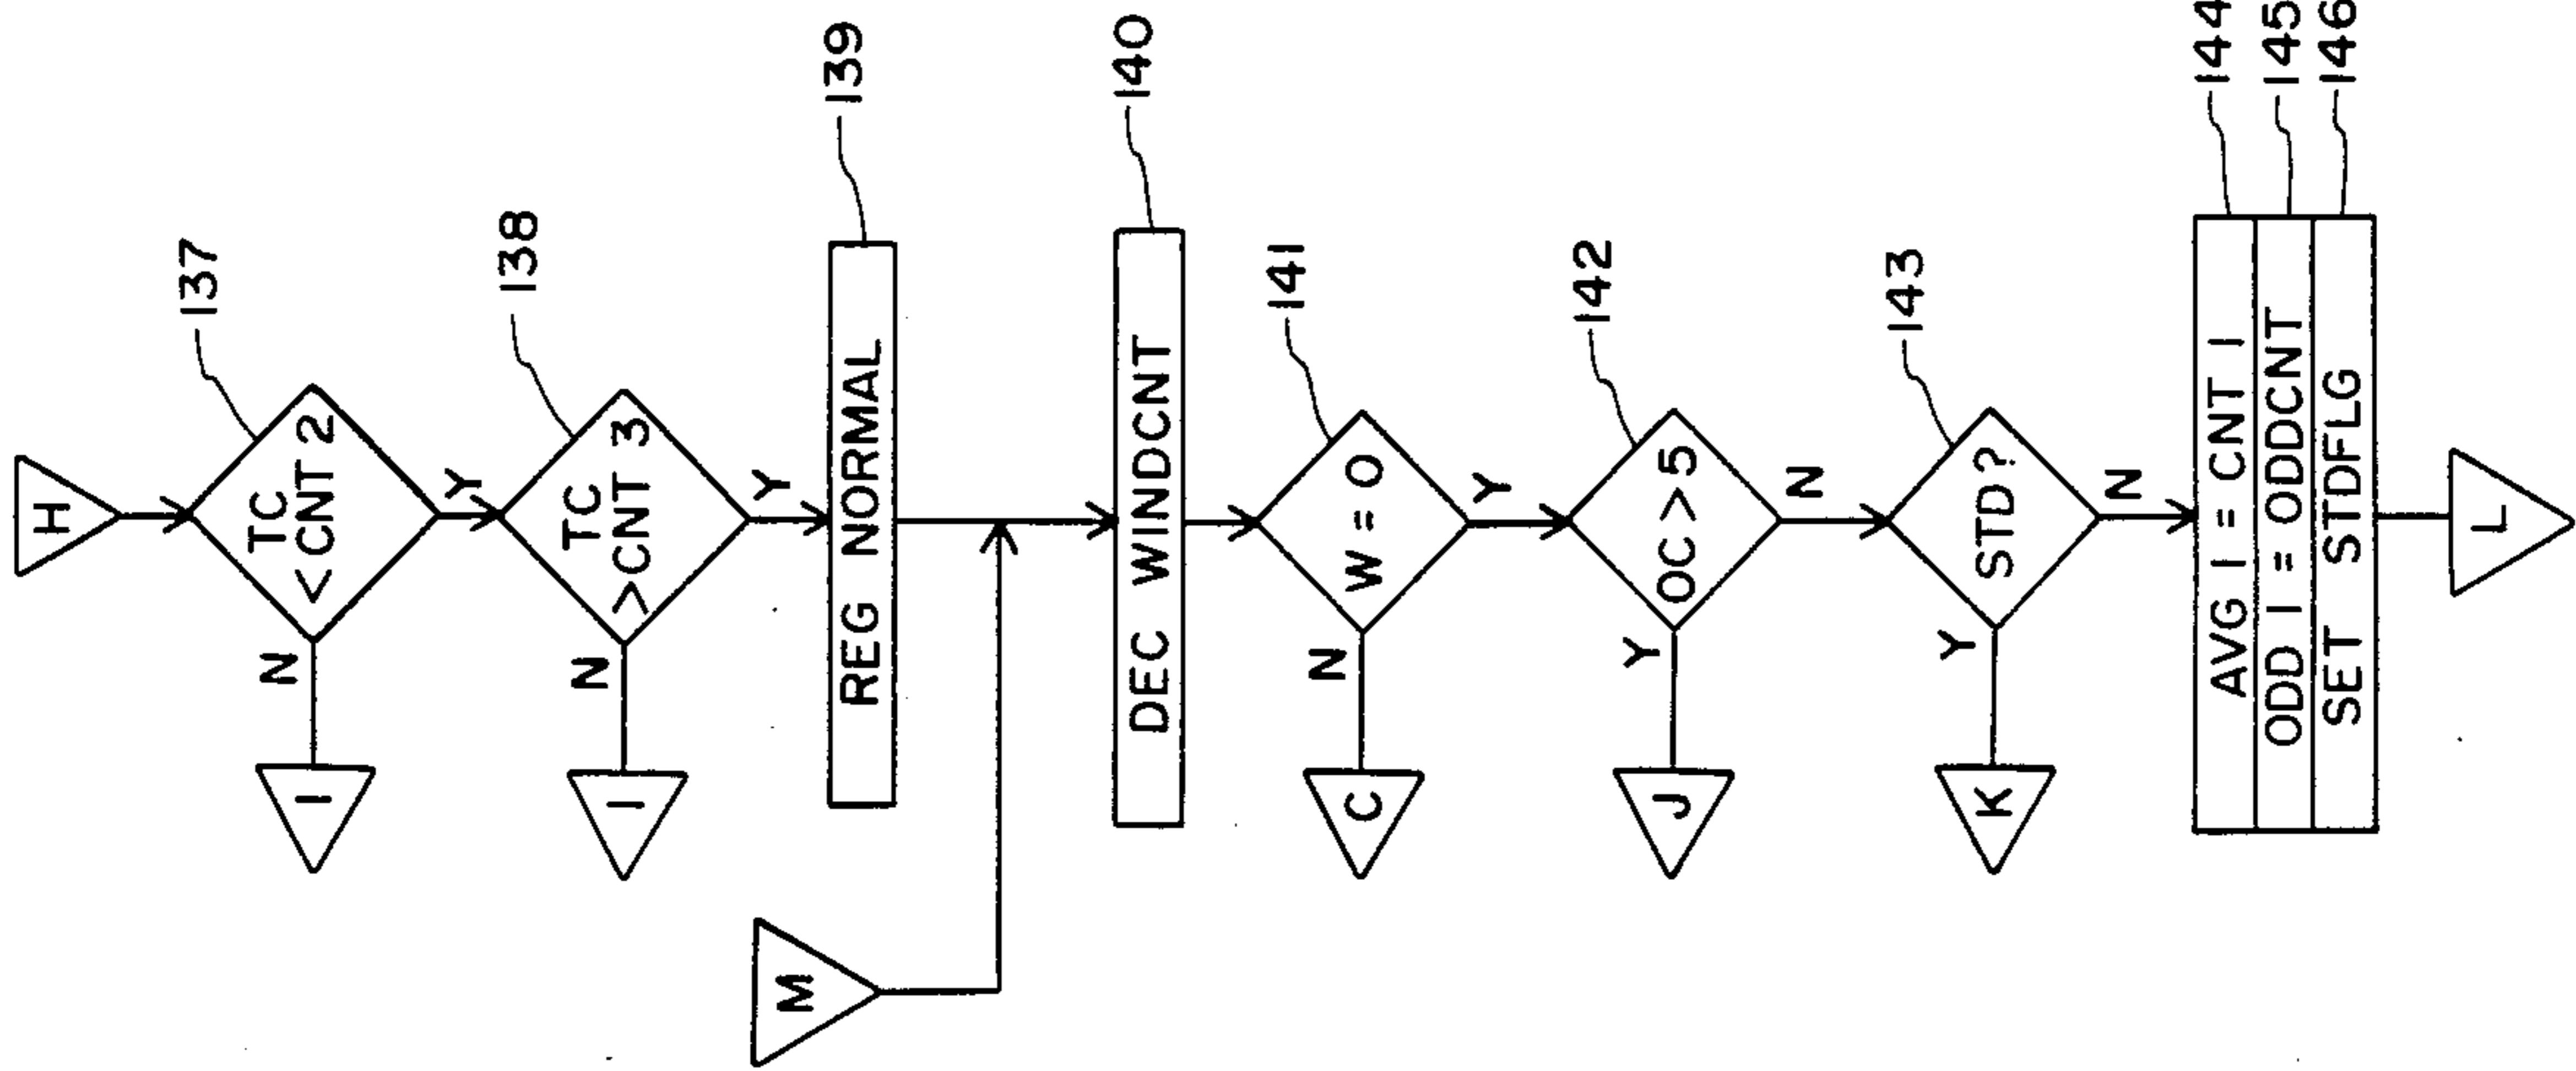 H
137
TC
< CNT 2
N
Y
I
138
TC
>CNT 3
N
Y
I
139
REG NORMAL
M
140
DEC WINDCNT
141
W = O
N
Y
C
142
OC > 5
Y
N
J
143
STD ?
Y
N
K
144
AVG I = CNT I
145
ODD I = ODDCNT
146
SET STDFLG
L